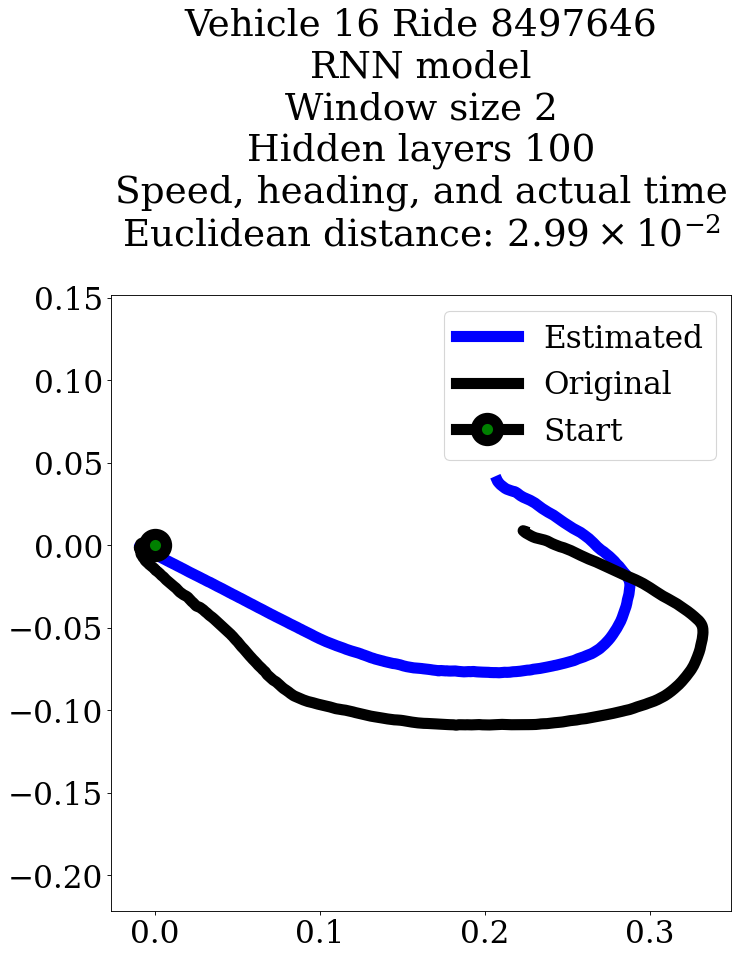 Vehicle 16 Ride 8497646
RNN model
Window size 2
Hidden layers 100
Speed, heading, and actual time
Euclidean distance: 2.99 × 10⁻²
Estimated
Original
Start
0.15
0.10
0.05
0.00
−0.05
−0.10
−0.15
−0.20
0.0 0.1 0.2 0.3